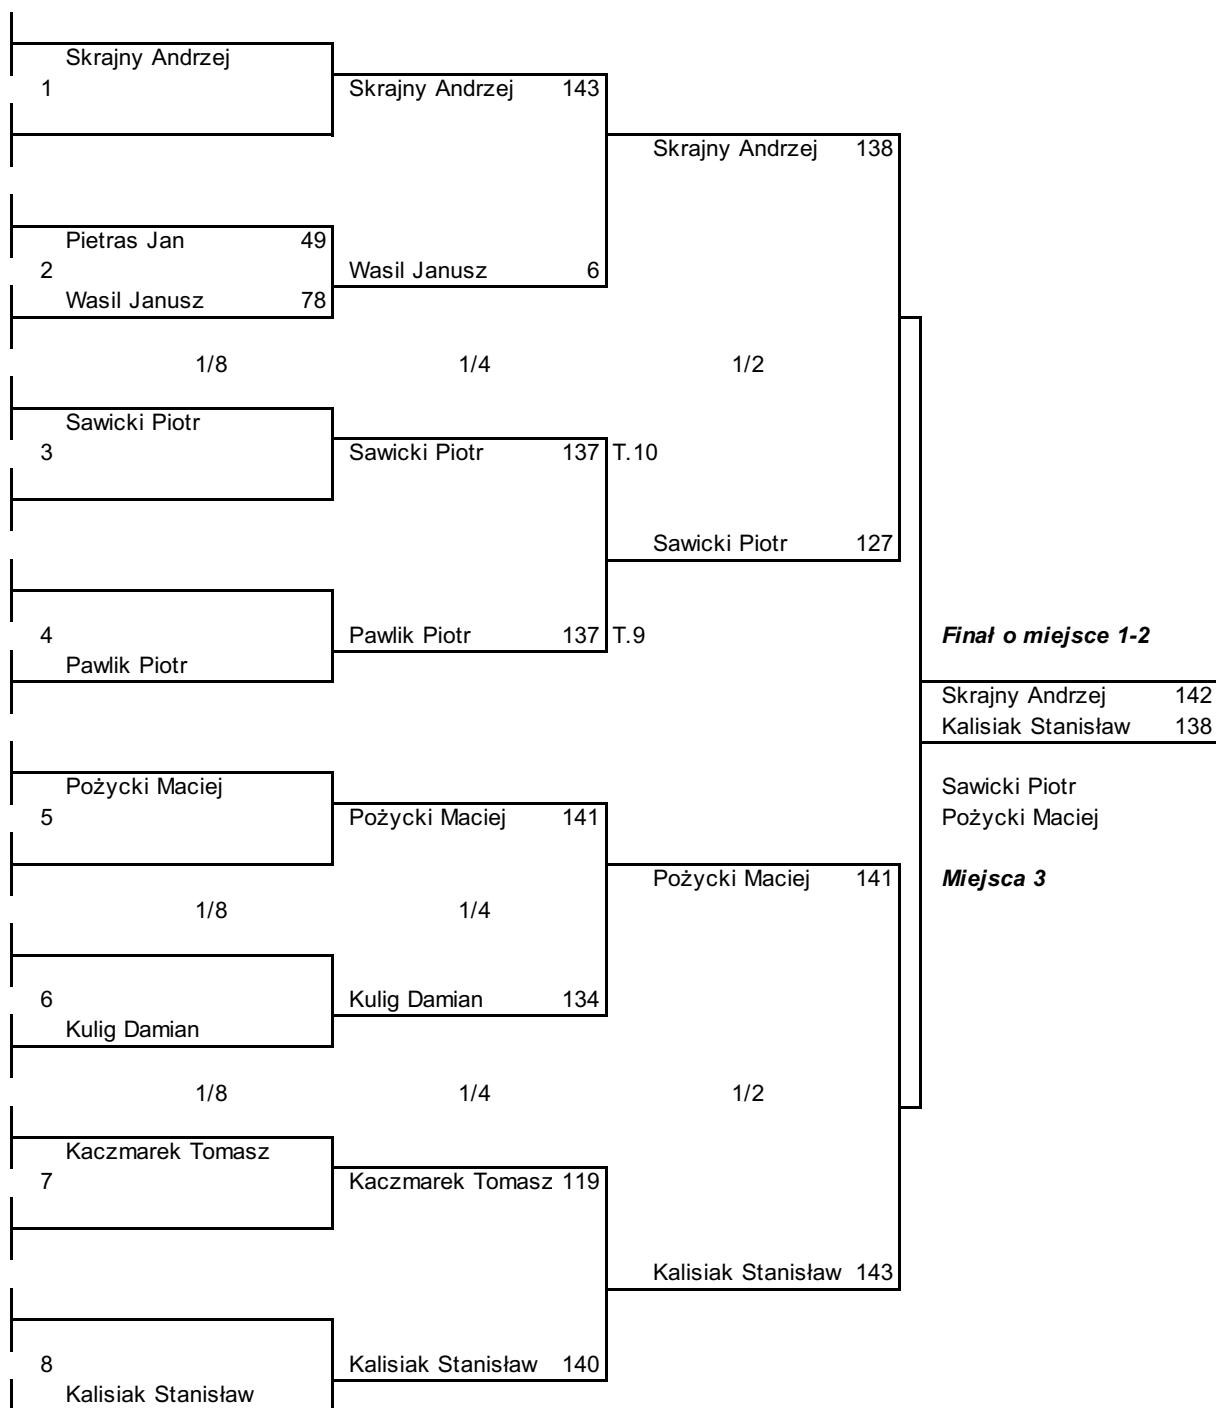 Skrajny Andrzej
1 Skrajny Andrzej 143
Skrajny Andrzej 138
Pietras Jan 49
2 Wasil Janusz 6
Wasil Janusz 78
1/8 1/4 1/2
Sawicki Piotr
3 Sawicki Piotr 137 T.10
Sawicki Piotr 127
4 Pawlik Piotr 137 T.9 Finał o miejsce 1-2
Pawlik Piotr
Skrajny Andrzej 142
Kalisiak Stanisław 138
Pożycki Maciej Sawicki Piotr
5 Pożycki Maciej 141 Pożycki Maciej
Pożycki Maciej 141 Miejsca 3
1/8 1/4
6 Kulig Damian 134
Kulig Damian
1/8 1/4 1/2
Kaczmarek Tomasz
7 Kaczmarek Tomasz 119
Kalisiak Stanisław 143
8 Kalisiak Stanisław 140
Kalisiak Stanisław